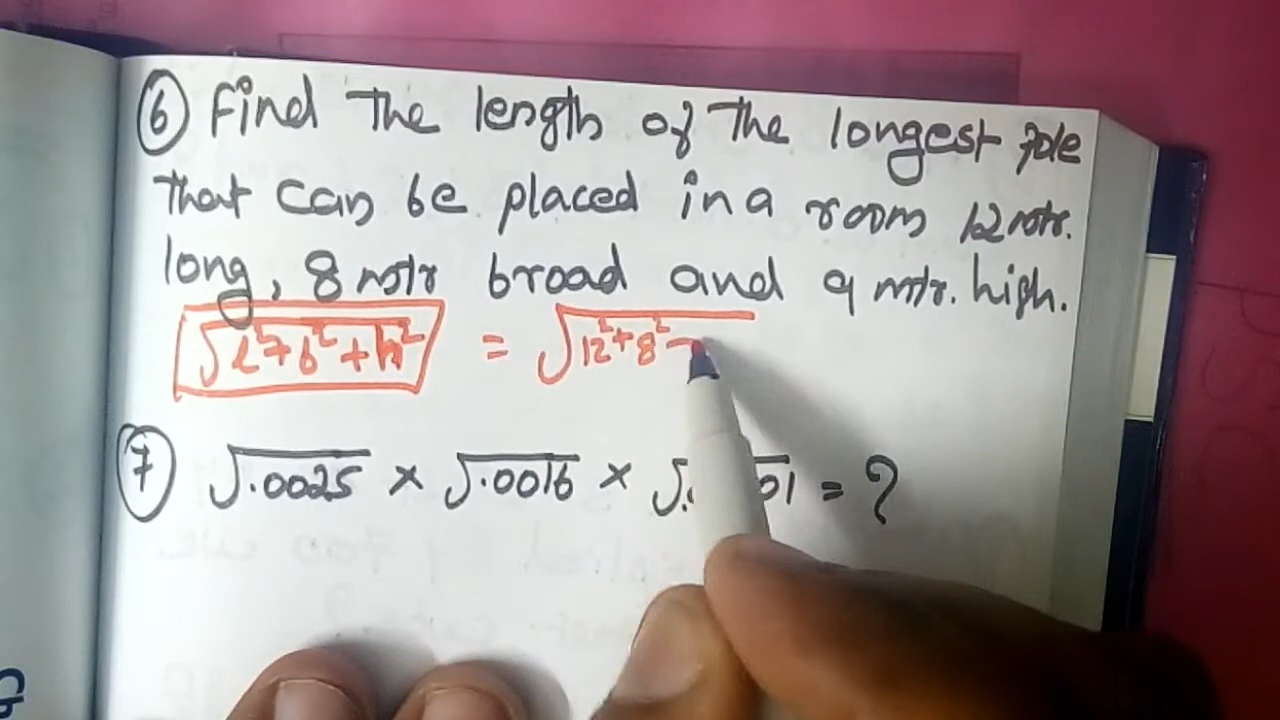 6 Find The length of The longest pole
That can be placed in a room 12 mtr.
long, 8 mtr broad and 9 mtr. high.
√l²+b²+h² = √12²+8²
7 √.0025 × √.0016 × √. 01 = ?